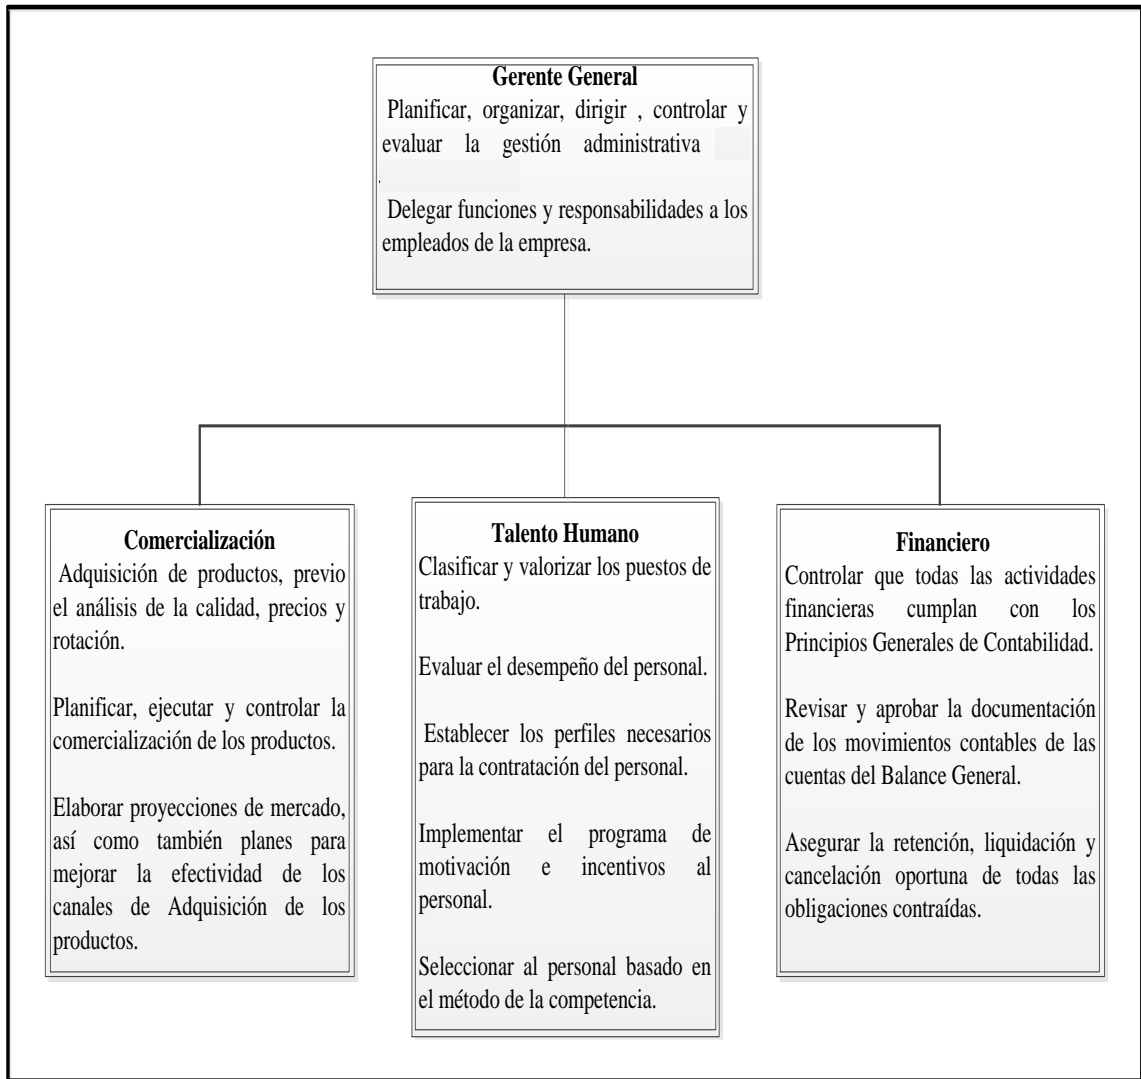 Gerente General
Planificar, organizar, dirigir , controlar y
evaluar la gestión administrativa
.
Delegar funciones y responsabilidades a los
empleados de la empresa.
Comercialización
Adquisición de productos, previo
el análisis de la calidad, precios y
rotación.
Planificar, ejecutar y controlar la
comercialización de los productos.
Elaborar proyecciones de mercado,
así como también planes para
mejorar la efectividad de los
canales de Adquisición de los
productos.
Talento Humano
Clasificar y valorizar los puestos de
trabajo.
Evaluar el desempeño del personal.
Establecer los perfiles necesarios
para la contratación del personal.
Implementar el programa de
motivación e incentivos al
personal.
Seleccionar al personal basado en
el método de la competencia.
Financiero
Controlar que todas las actividades
financieras cumplan con los
Principios Generales de Contabilidad.
Revisar y aprobar la documentación
de los movimientos contables de las
cuentas del Balance General.
Asegurar la retención, liquidación y
cancelación oportuna de todas las
obligaciones contraídas.